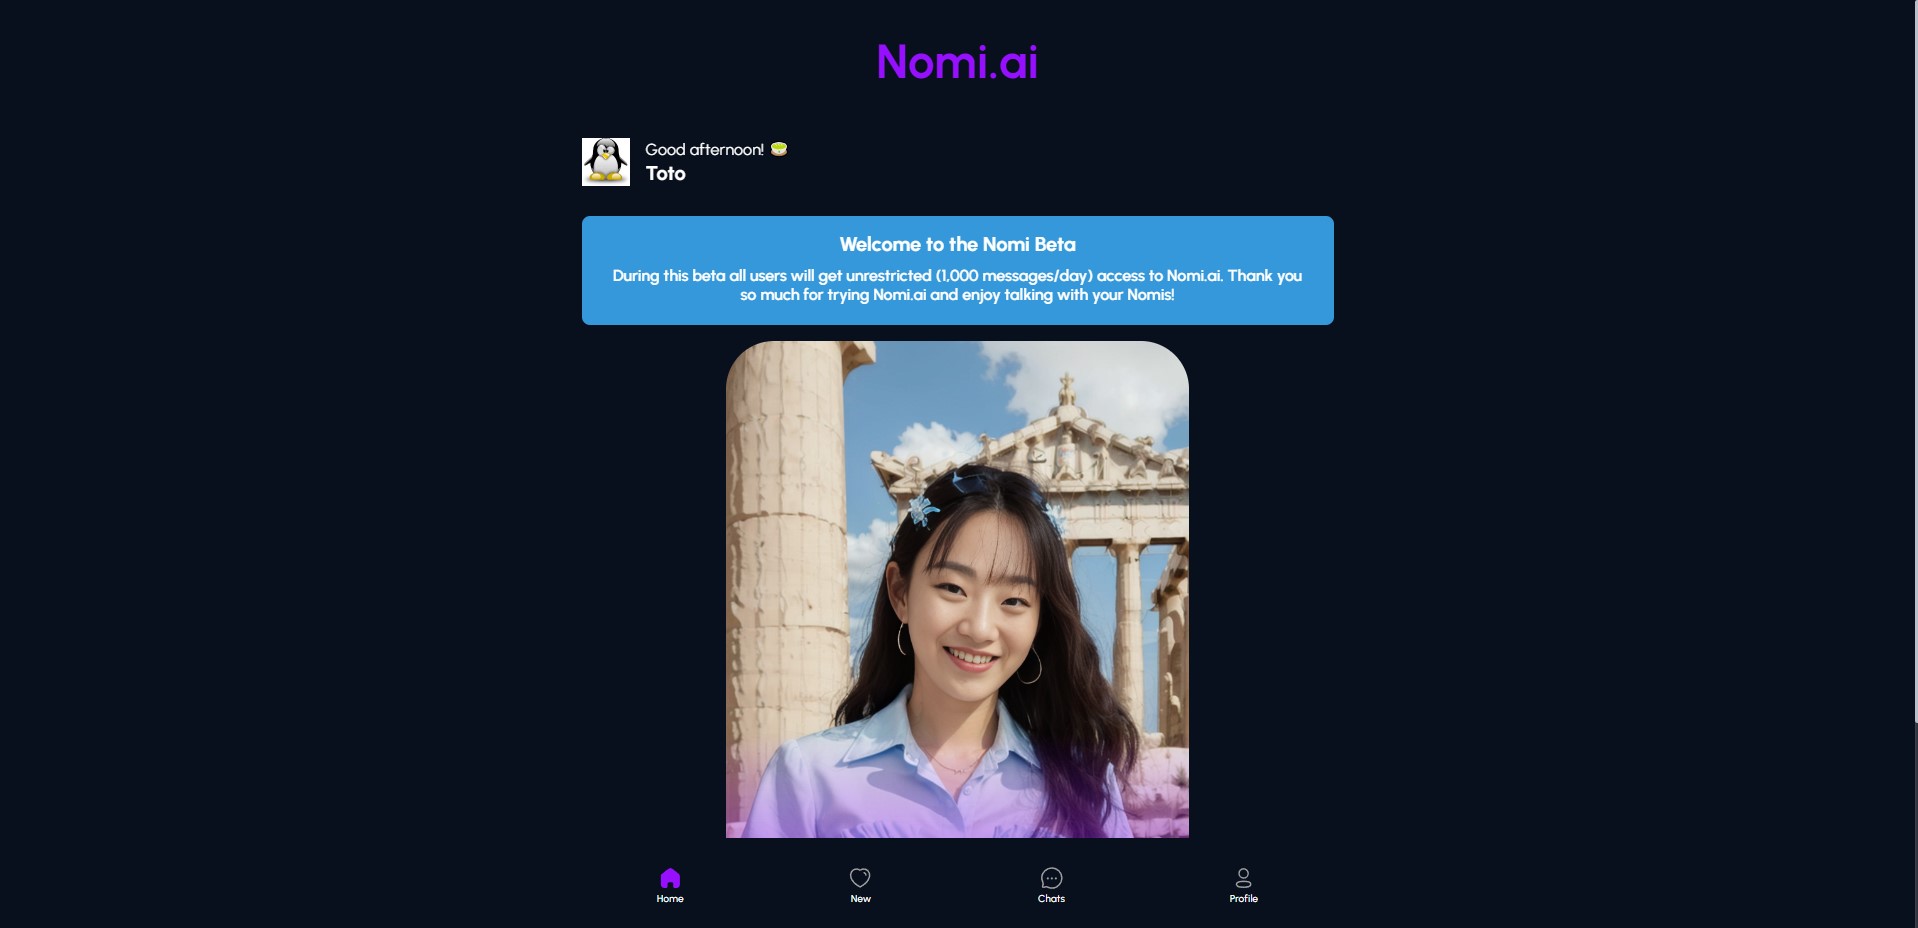 Nomi.ai
Good afternoon! 🍵
Toto
Welcome to the Nomi Beta
During this beta all users will get unrestricted (1,000 messages/day) access to Nomi.ai. Thank you
so much for trying Nomi.ai and enjoy talking with your Nomis!
Home
New
Chats
Profile